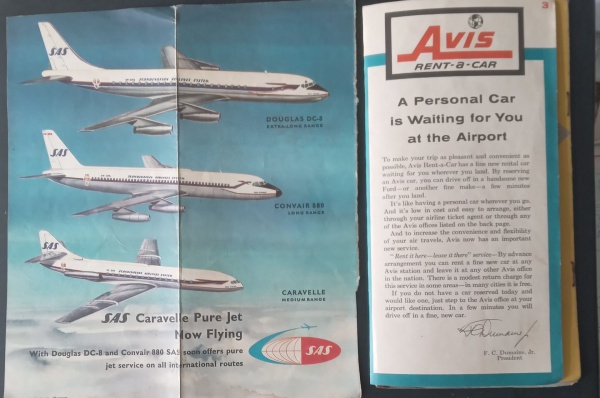 SAS
SCANDINAVIAN AIRLINES SYSTEM
DOUGLAS DC-8
EXTRA-LONG RANGE
SAS
CONVAIR 880
LONG RANGE
SAS
CARAVELLE
MEDIUM RANGE
SAS Caravelle Pure Jet
Now Flying
With Douglas DC-8 and Convair 880 SAS soon offers pure
jet service on all international routes
SAS
3
AVIS
RENT-a-CAR
A Personal Car
is Waiting for You
at the Airport
To make your trip as pleasant and convenient as
possible, Avis Rent-a-Car has a fine new rental car
waiting for you wherever you land. By reserving
an Avis car, you can drive off in a handsome new
Ford—or another fine make—a few minutes
after you land.
It's like having a personal car wherever you go.
And it's low in cost and easy to arrange, either
through your airline ticket agent or through any
of the Avis offices listed on the back page.
And to increase the convenience and flexibility
of your air travels, Avis now has an important
new service.
"Rent it here—leave it there" service—By advance
arrangement you can rent a fine new car at any
Avis station and leave it at any other Avis office
in the nation. There is a modest return charge for
this service in some areas—in many cities it is free.
If you do not have a car reserved today and
would like one, just step to the Avis office at your
airport destination. In a few minutes you will
drive off in a fine, new car.
F. C. Dumaine, Jr.
President